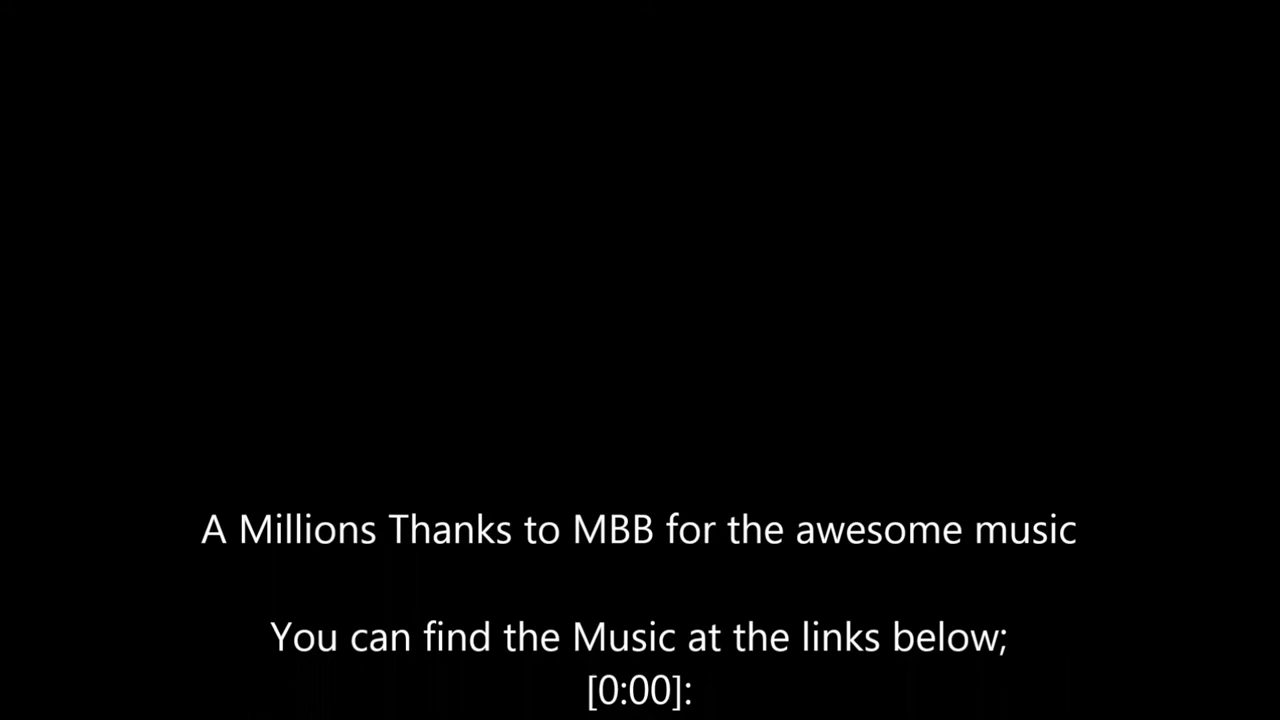 A Millions Thanks to MBB for the awesome music
You can find the Music at the links below;
[0:00]: